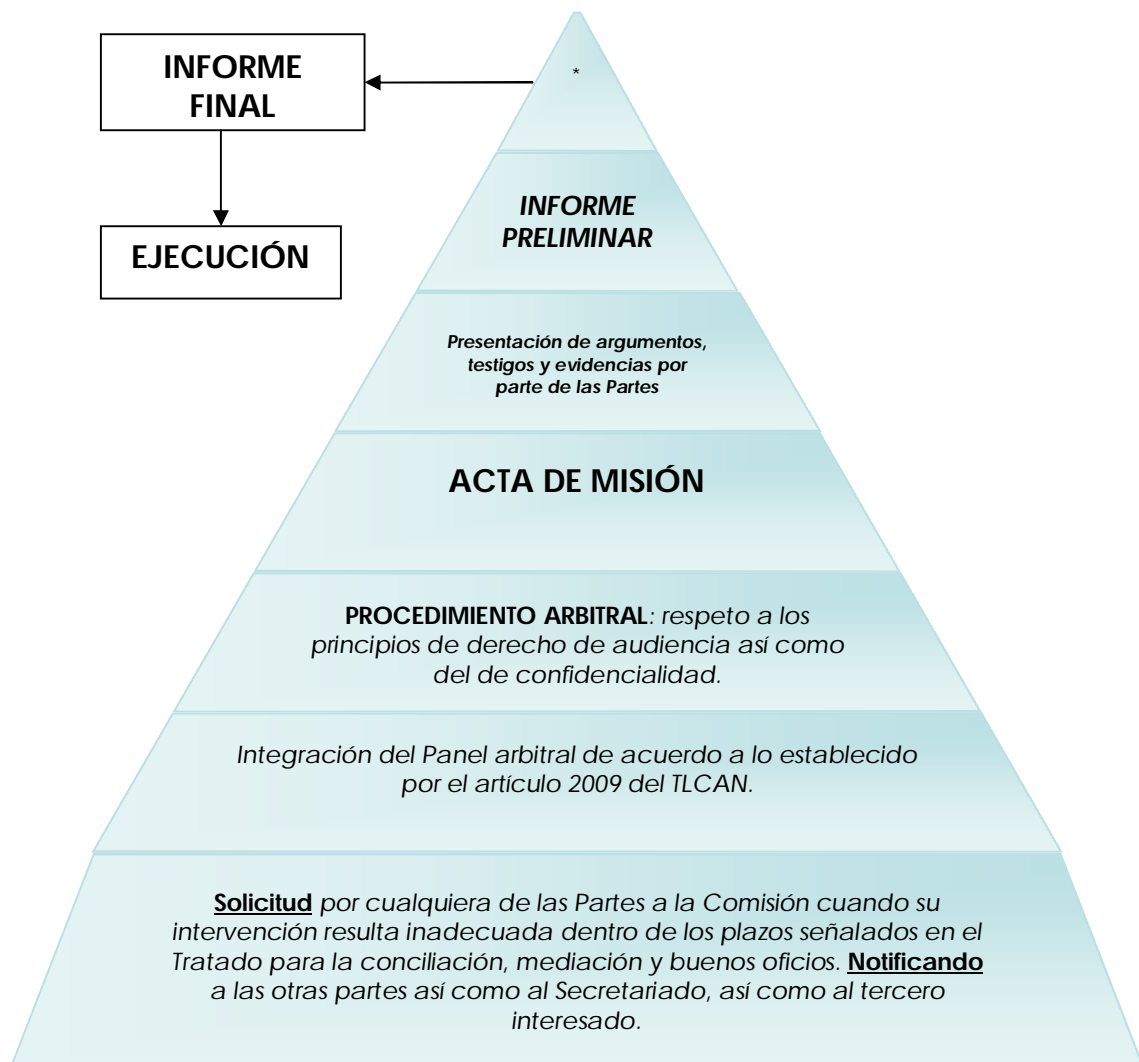 INFORME
FINAL
*
INFORME
PRELIMINAR
EJECUCIÓN
Presentación de argumentos,
testigos y evidencias por
parte de las Partes
ACTA DE MISIÓN
PROCEDIMIENTO ARBITRAL: respeto a los
principios de derecho de audiencia así como
del de confidencialidad.
Integración del Panel arbitral de acuerdo a lo establecido
por el artículo 2009 del TLCAN.
Solicitud por cualquiera de las Partes a la Comisión cuando su
intervención resulta inadecuada dentro de los plazos señalados en el
Tratado para la conciliación, mediación y buenos oficios. Notificando
a las otras partes así como al Secretariado, así como al tercero
interesado.